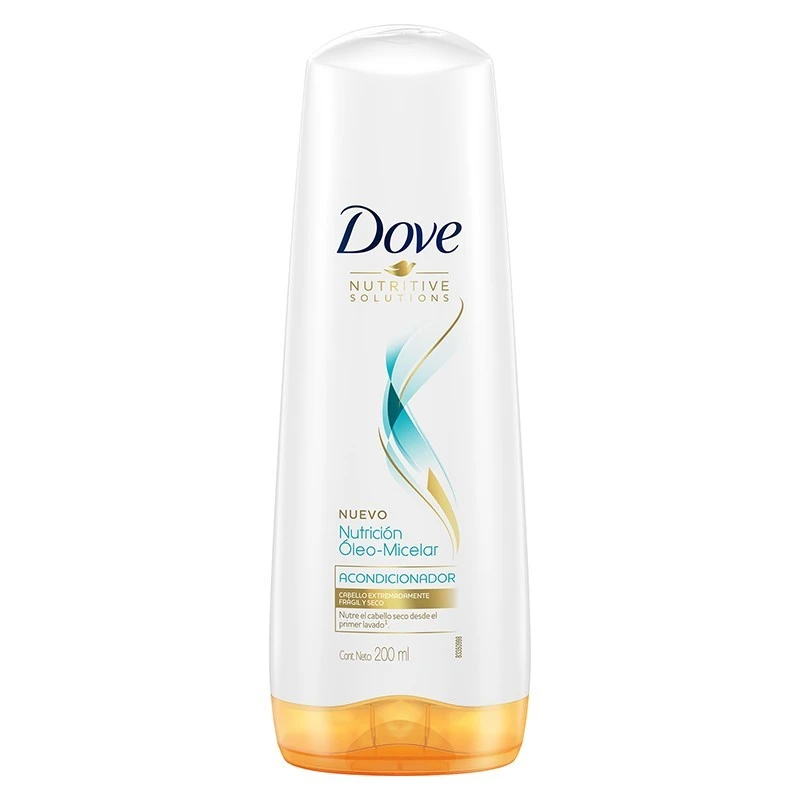 Dove
NUTRITIVE
SOLUTIONS
NUEVO
Nutrición
Óleo-Micelar
ACONDICIONADOR
CABELLO EXTREMADAMENTE
FRÁGIL Y SECO
Nutre el cabello seco desde el
primer lavado¹.
Cont. Neto 200 ml